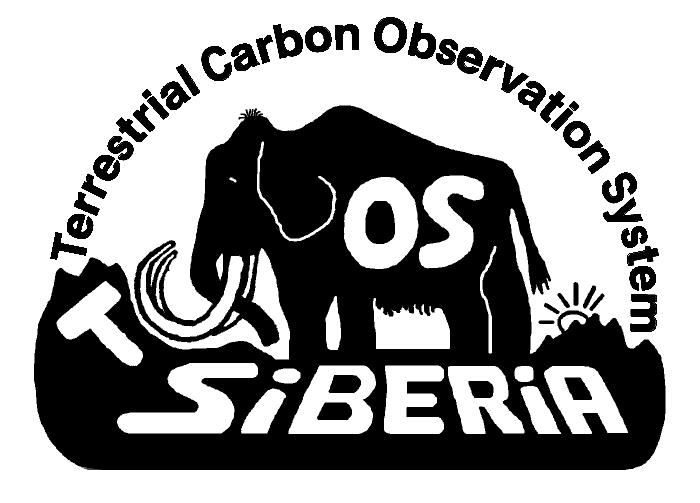 Terrestrial Carbon Observation System
TCOS
SiBERiA